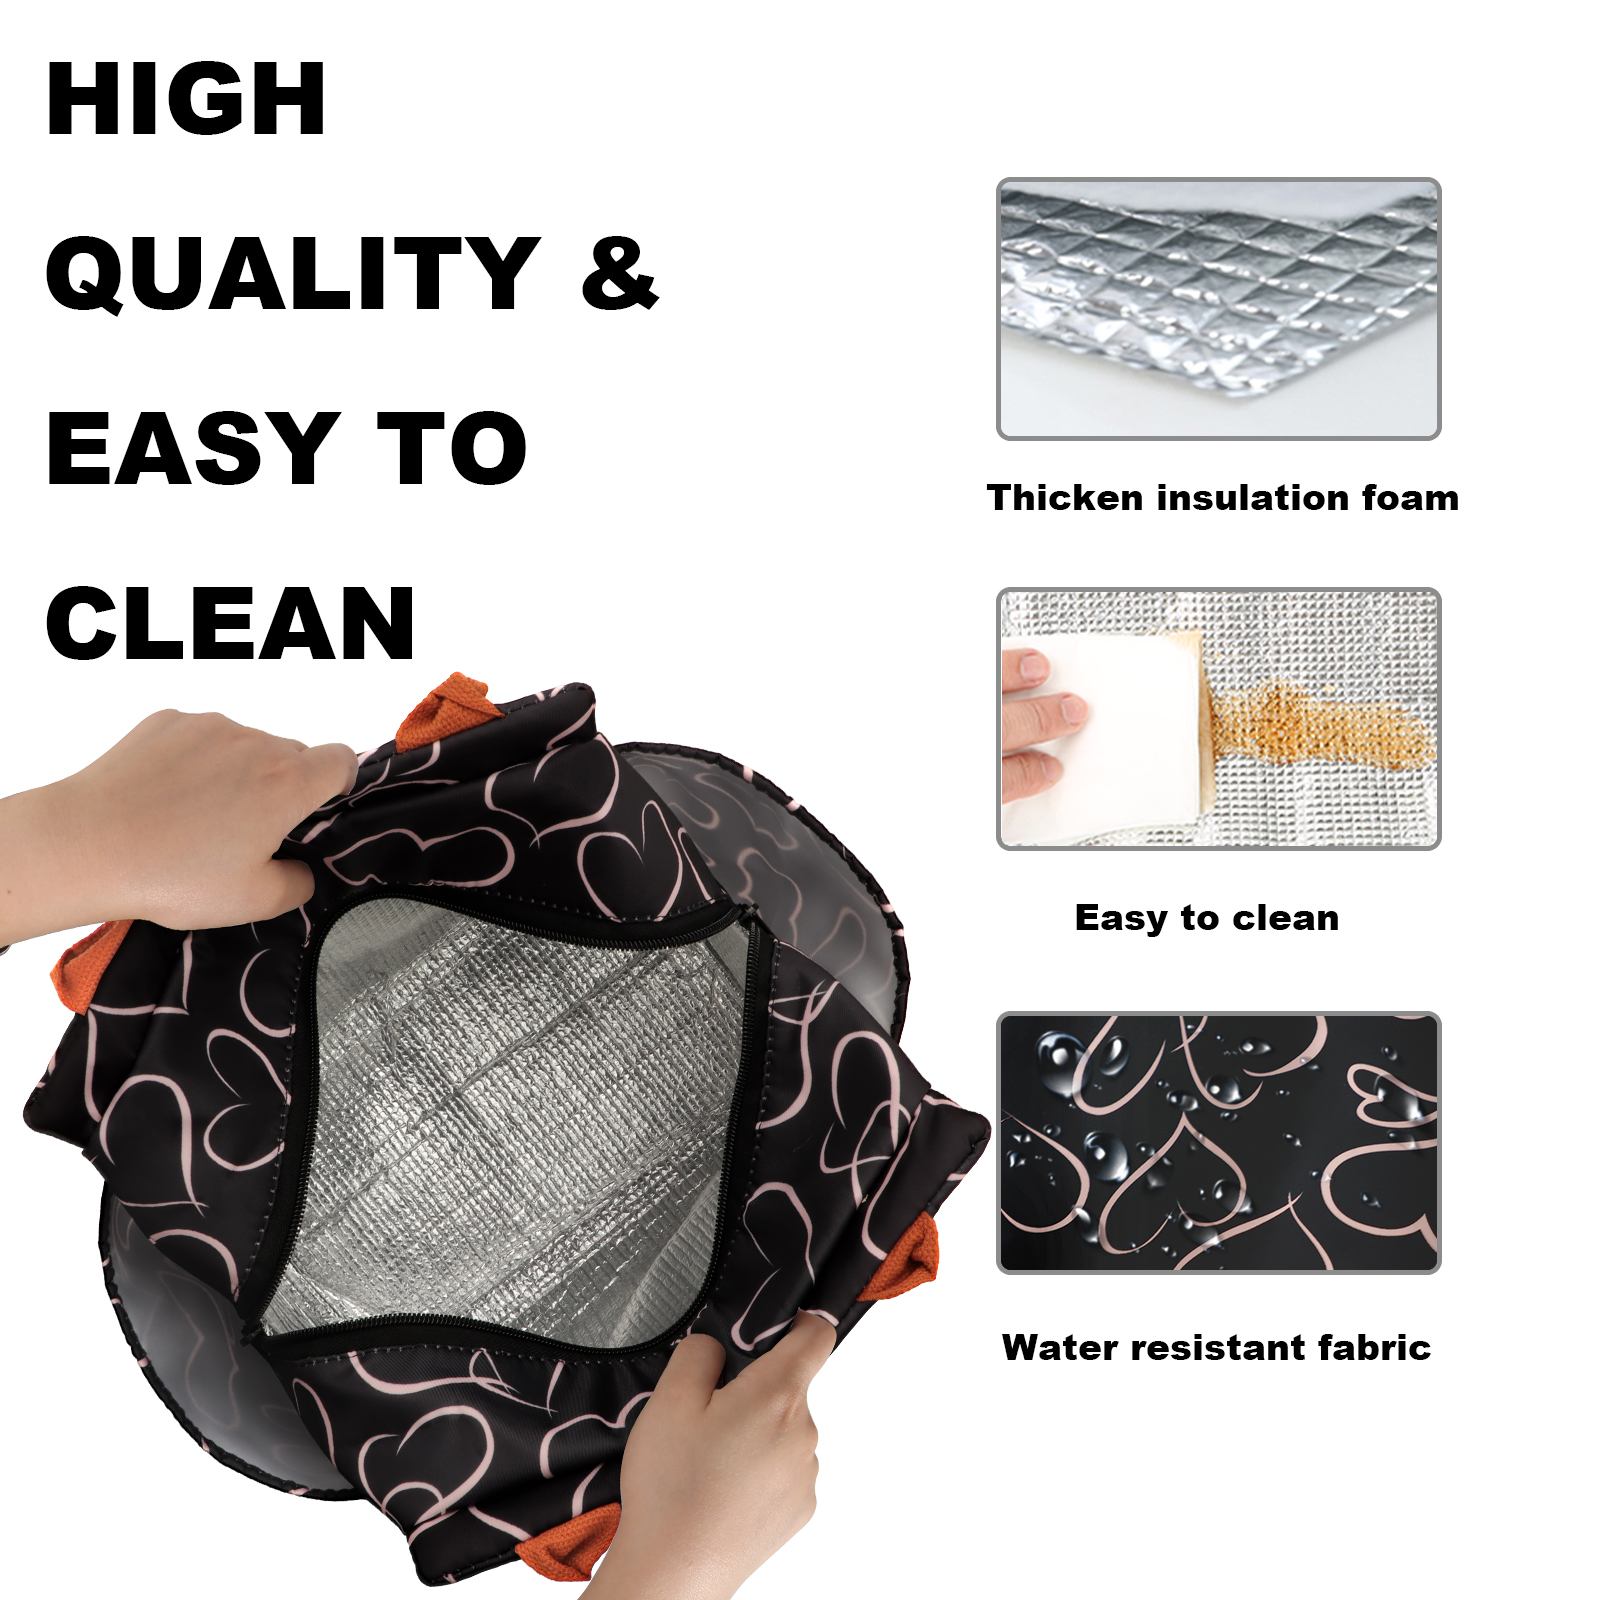 HIGH
QUALITY &
EASY TO
CLEAN
Thicken insulation foam
Easy to clean
Water resistant fabric